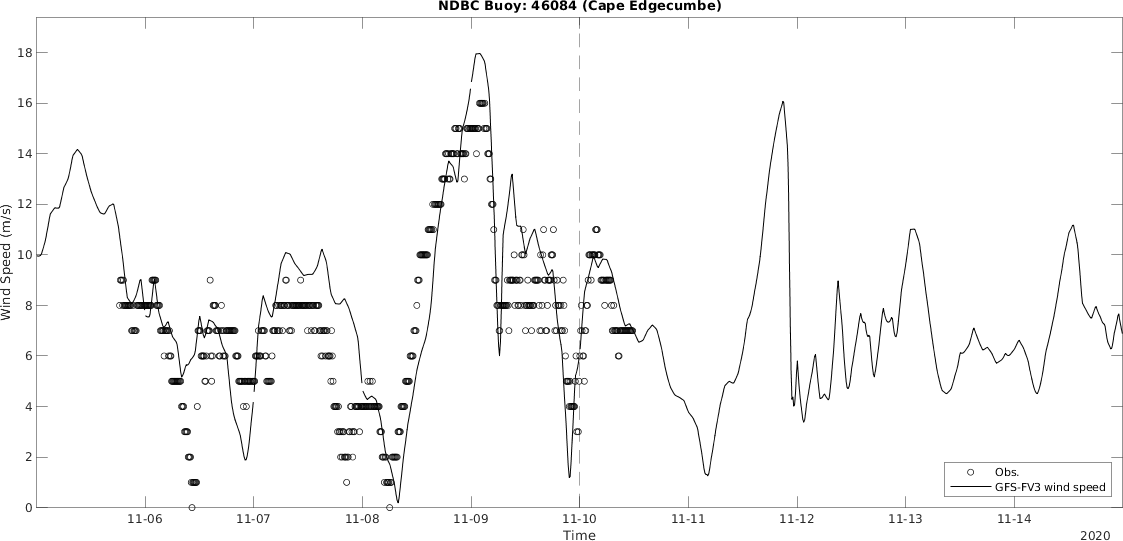 NDBC Buoy: 46084 (Cape Edgecumbe)
18
16
14
12
10
8
6
4
2
0
Wind Speed (m/s)
11-06 11-07 11-08 11-09 11-10 11-11 11-12 11-13 11-14
Time
2020
Obs.
GFS-FV3 wind speed